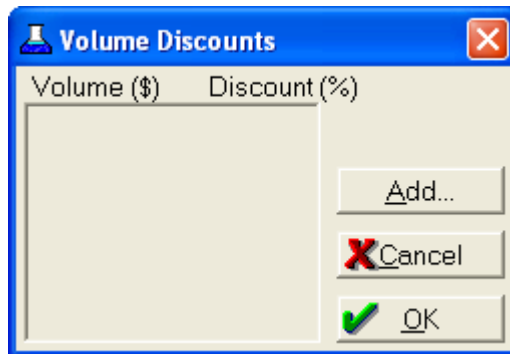 Volume Discounts
Volume ($) Discount (%)
Add...
Cancel
OK